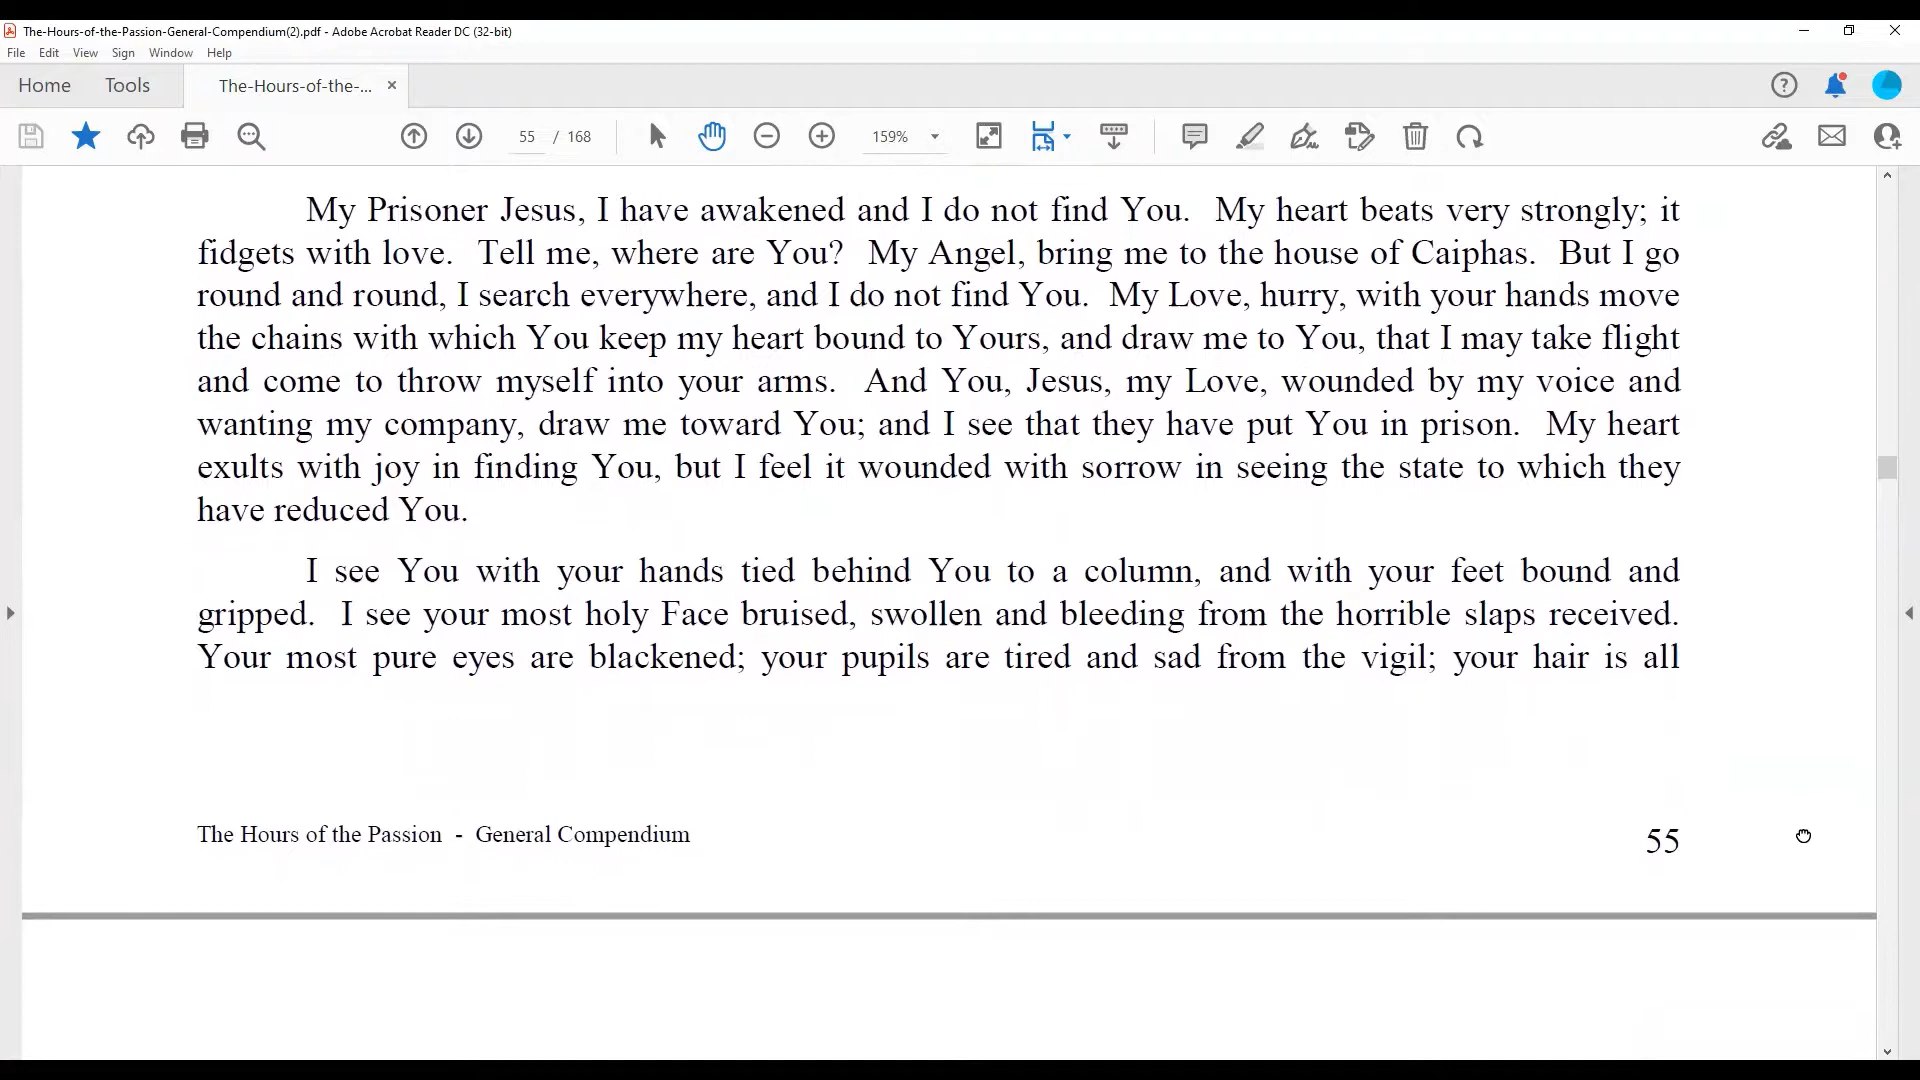 The-Hours-of-the-Passion-General-Compendium(2).pdf - Adobe Acrobat Reader DC (32-bit)
File Edit View Sign Window Help
Home Tools The-Hours-of-the-...
55 / 168 159%
My Prisoner Jesus, I have awakened and I do not find You. My heart beats very strongly; it
fidgets with love. Tell me, where are You? My Angel, bring me to the house of Caiphas. But I go
round and round, I search everywhere, and I do not find You. My Love, hurry, with your hands move
the chains with which You keep my heart bound to Yours, and draw me to You, that I may take flight
and come to throw myself into your arms. And You, Jesus, my Love, wounded by my voice and
wanting my company, draw me toward You; and I see that they have put You in prison. My heart
exults with joy in finding You, but I feel it wounded with sorrow in seeing the state to which they
have reduced You.
I see You with your hands tied behind You to a column, and with your feet bound and
gripped. I see your most holy Face bruised, swollen and bleeding from the horrible slaps received.
Your most pure eyes are blackened; your pupils are tired and sad from the vigil; your hair is all
The Hours of the Passion - General Compendium 55